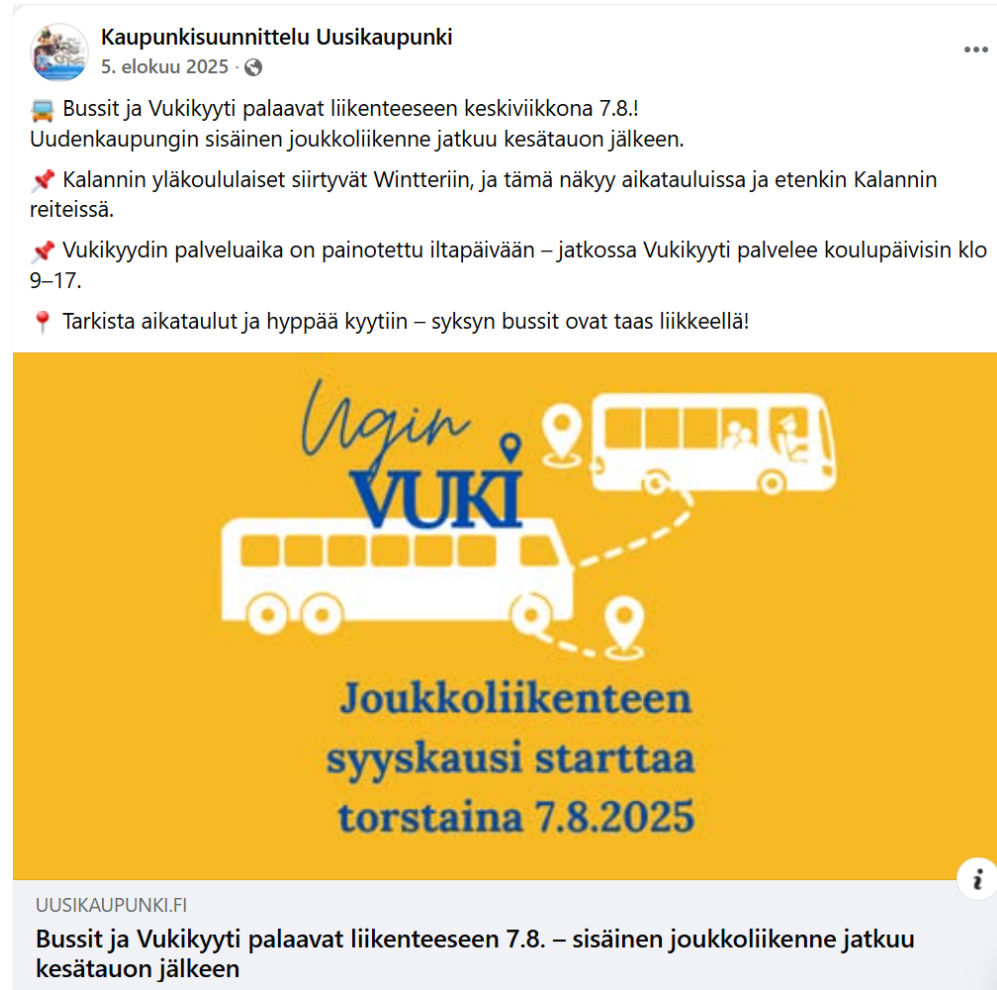 Kaupunkisuunnittelu Uusikaupunki
5. elokuu 2025 ·
Bussit ja Vukikyyti palaavat liikenteeseen keskiviikkona 7.8.!
Uudenkaupungin sisäinen joukkoliikenne jatkuu kesätauon jälkeen.
Kalannin yläkoululaiset siirtyvät Wintteriin, ja tämä näkyy aikatauluissa ja etenkin Kalannin
reiteissä.
Vukikyydin palveluaika on painotettu iltapäivään – jatkossa Vukikyyti palvelee koulupäivisin klo
9–17.
Tarkista aikataulut ja hyppää kyytiin – syksyn bussit ovat taas liikkeellä!
Ugin
VUKI
Joukkoliikenteen
syyskausi starttaa
torstaina 7.8.2025
UUSIKAUPUNKI.FI
Bussit ja Vukikyyti palaavat liikenteeseen 7.8. – sisäinen joukkoliikenne jatkuu
kesätauon jälkeen